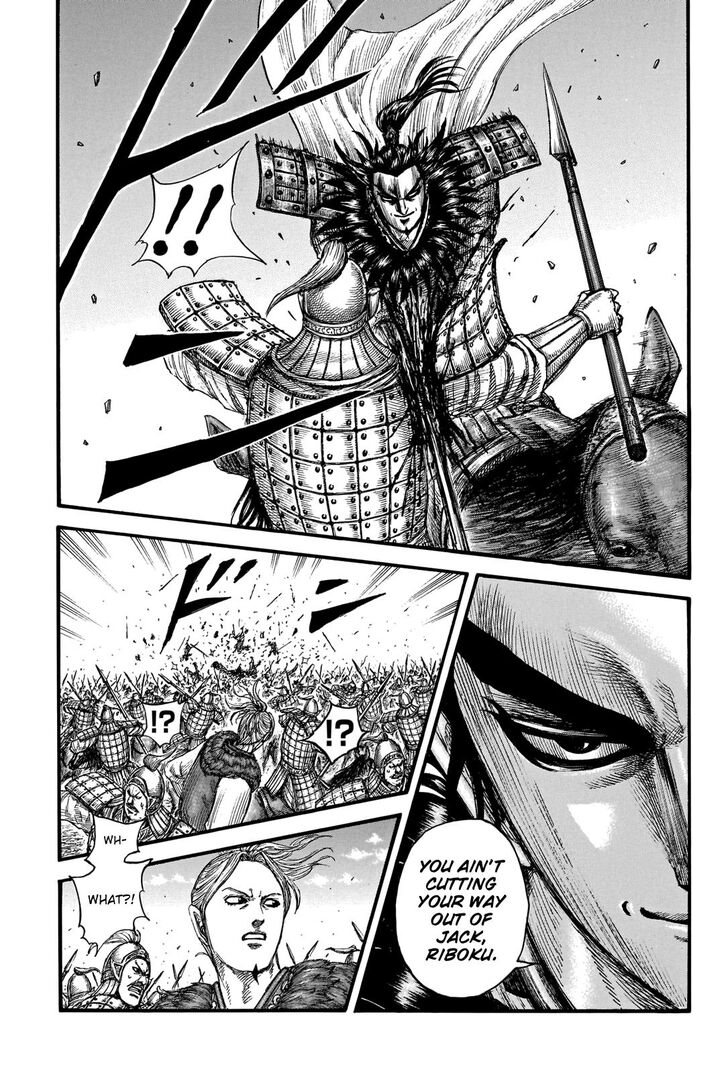 !!
YOU AIN'T
CUTTING
YOUR WAY
OUT OF
JACK,
RIBOKU.
ドン
!?
!?
WH-
WHAT?!